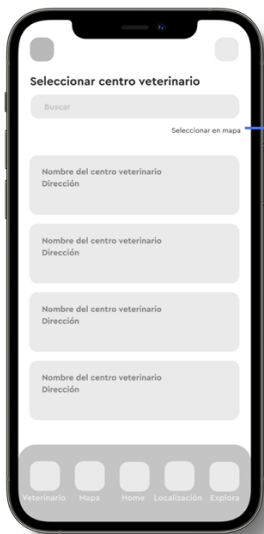 Seleccionar centro veterinario
Buscar
Seleccionar en mapa
Nombre del centro veterinario
Dirección
Nombre del centro veterinario
Dirección
Nombre del centro veterinario
Dirección
Nombre del centro veterinario
Dirección
Veterinario Mapa Home Localización Explora